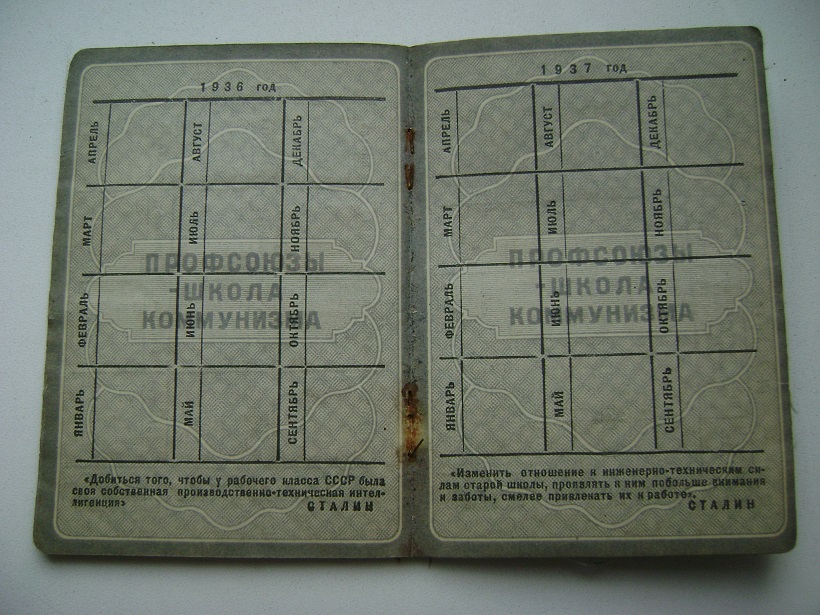 1936 год
АПРЕЛЬ
АВГУСТ
ДЕКАБРЬ
МАРТ
ИЮЛЬ
НОЯБРЬ
ФЕВРАЛЬ
ИЮНЬ
ОКТЯБРЬ
ЯНВАРЬ
МАЙ
СЕНТЯБРЬ
ПРОФСОЮЗЫ
-ШКОЛА
КОММУНИЗМА
«Добиться того, чтобы у рабочего класса СССР была
своя собственная производственно-техническая интел-
лигенция»
СТАЛИН
1937 год
АПРЕЛЬ
АВГУСТ
ДЕКАБРЬ
МАРТ
ИЮЛЬ
НОЯБРЬ
ФЕВРАЛЬ
ИЮНЬ
ОКТЯБРЬ
ЯНВАРЬ
МАЙ
СЕНТЯБРЬ
ПРОФСОЮЗЫ
-ШКОЛА
КОММУНИЗМА
«Изменить отношение к инженерно-техническим си-
лам старой школы, проявлять к ним побольше внимания
и заботы, смелее привлекать их к работе».
СТАЛИН